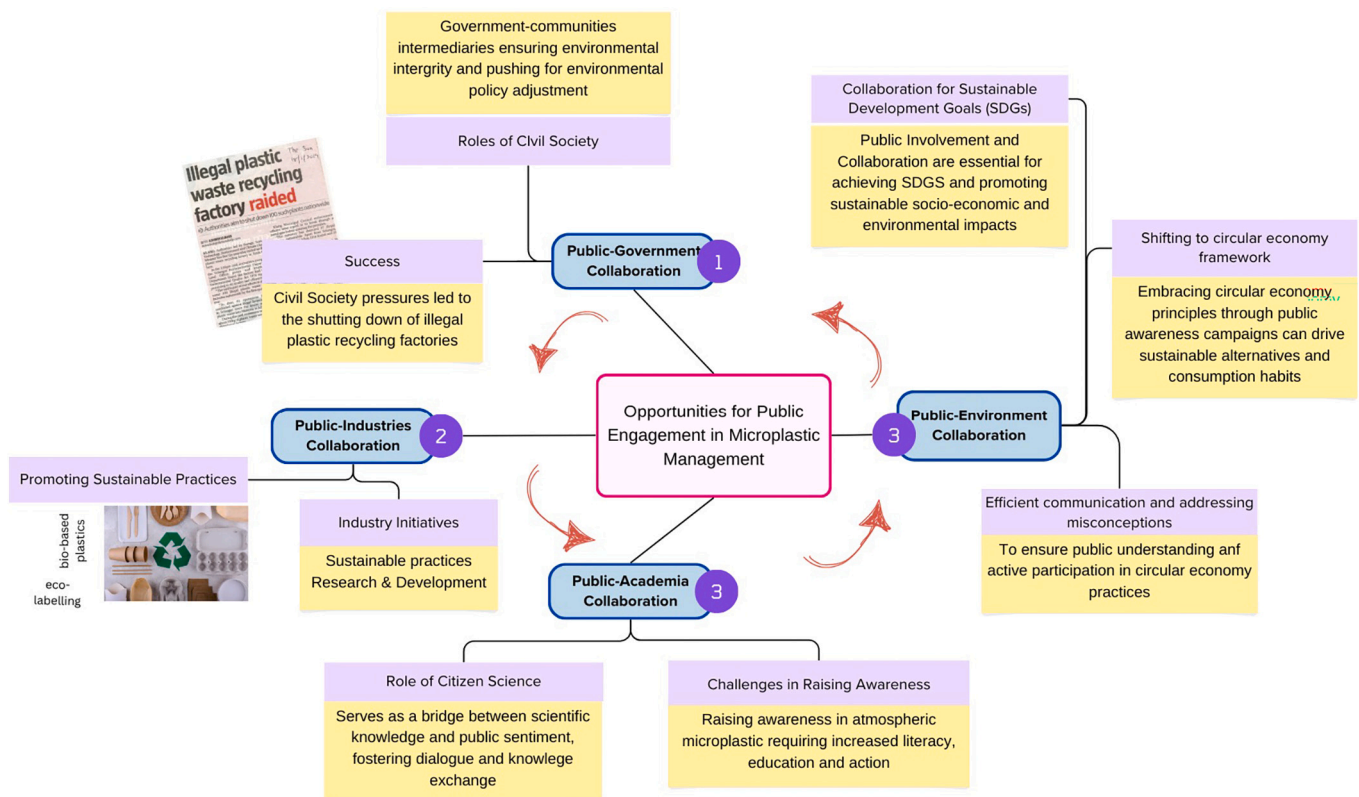 Government-communities
intermediaries ensuring environmental
intergrity and pushing for environmental
policy adjustment
Roles of CIvil Society
Illegal plastic
waste recycling
factory raided
Success
Civil Society pressures led to
the shutting down of illegal
plastic recycling factories
Public-Government
Collaboration
1
Collaboration for Sustainable
Development Goals (SDGs)
Public Involvement and
Collaboration are essential for
achieving SDGS and promoting
sustainable socio-economic and
environmental impacts
Shifting to circular economy
framework
Embracing circular economy
principles through public
awareness campaigns can drive
sustainable alternatives and
consumption habits
Opportunities for Public
Engagement in Microplastic
Management
Public-Industries
Collaboration
2
Public-Environment
Collaboration
3
Promoting Sustainable Practices
bio-based
plastics
eco-
labelling
Industry Initiatives
Sustainable practices
Research & Development
Efficient communication and addressing
misconceptions
To ensure public understanding anf
active participation in circular economy
practices
Public-Academia
Collaboration
3
Role of Citizen Science
Serves as a bridge between scientific
knowledge and public sentiment,
fostering dialogue and knowlege
exchange
Challenges in Raising Awareness
Raising awareness in atmospheric
microplastic requiring increased literacy,
education and action